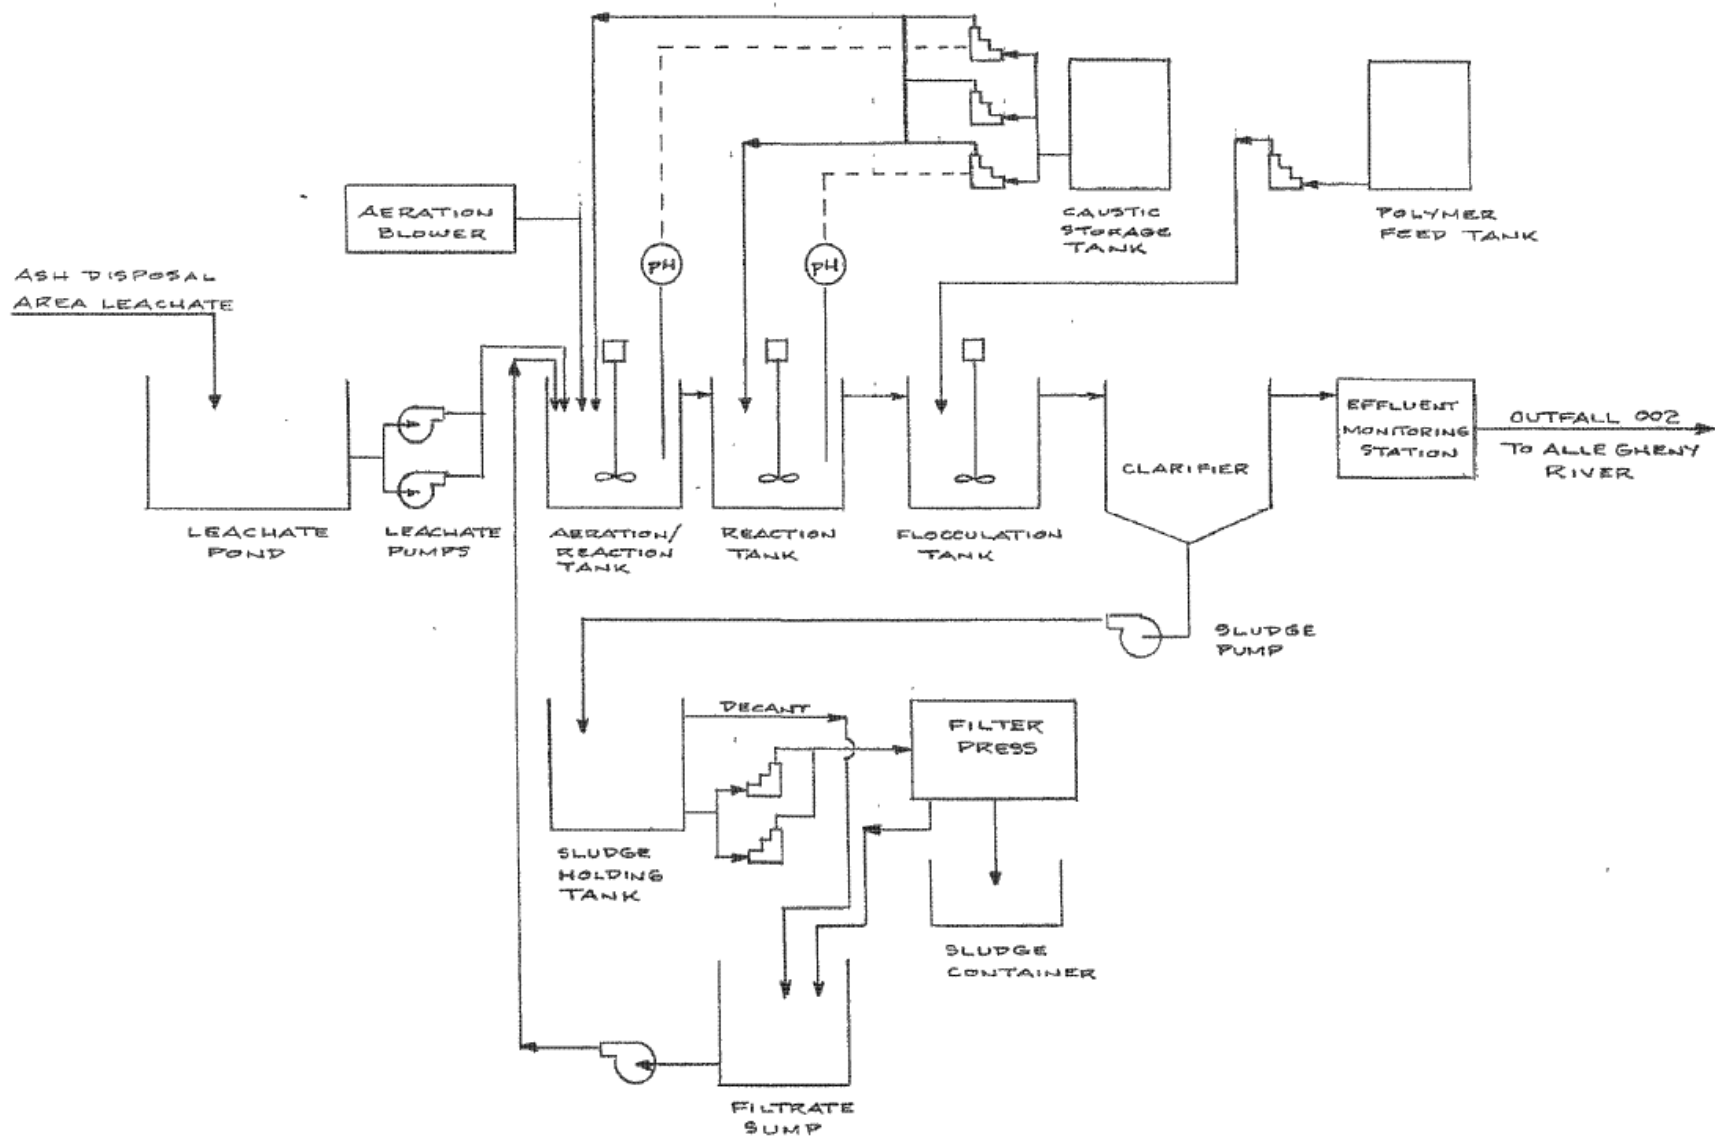 AERATION
BLOWER
ASH DISPOSAL
AREA LEACHATE
pH
pH
CAUSTIC
STORAGE
TANK
POLYMER
FEED TANK
LEACHATE
POND
LEACHATE
PUMPS
AERATION/
REACTION
TANK
REACTION
TANK
FLOCCULATION
TANK
CLARIFIER
EFFLUENT
MONITORING
STATION
OUTFALL 002
TO ALLEGHENY
RIVER
SLUDGE
PUMP
DECANT
FILTER
PRESS
SLUDGE
HOLDING
TANK
SLUDGE
CONTAINER
FILTRATE
SUMP